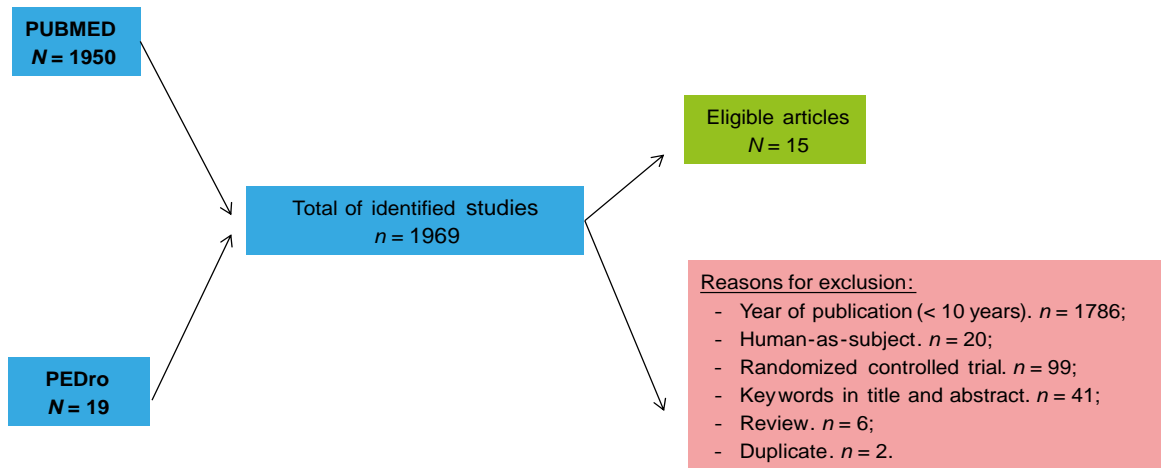 PUBMED
N = 1950
Eligible articles
N = 15
Total of identified studies
n = 1969
Reasons for exclusion:
- Year of publication (< 10 years). n = 1786;
- Human-as-subject. n = 20;
- Randomized controlled trial. n = 99;
- Keywords in title and abstract. n = 41;
- Review. n = 6;
- Duplicate. n = 2.
PEDro
N = 19